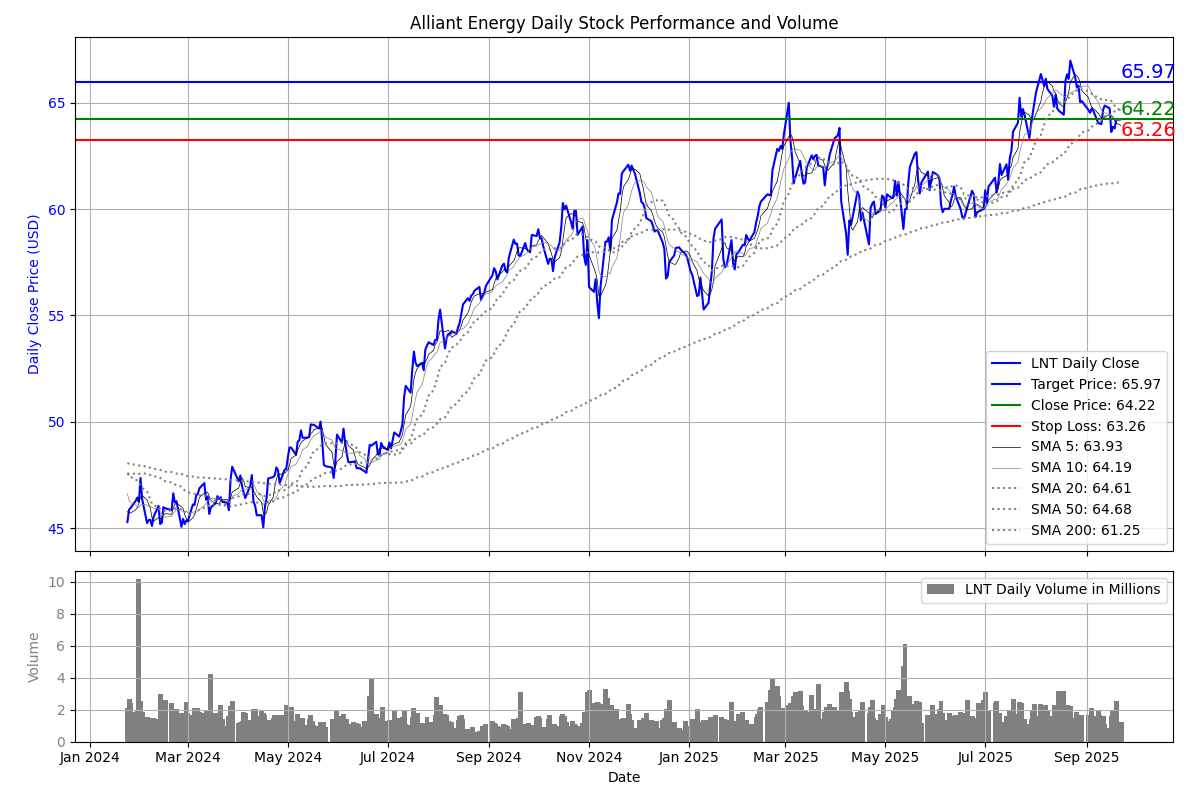 Alliant Energy Daily Stock Performance and Volume
65.97
64.22
63.26
65
60
55
50
45
Daily Close Price (USD)
LNT Daily Close
Target Price: 65.97
Close Price: 64.22
Stop Loss: 63.26
SMA 5: 63.93
SMA 10: 64.19
SMA 20: 64.61
SMA 50: 64.68
SMA 200: 61.25
10
8
6
4
2
0
Volume
LNT Daily Volume in Millions
Jan 2024 Mar 2024 May 2024 Jul 2024 Sep 2024 Nov 2024 Jan 2025 Mar 2025 May 2025 Jul 2025 Sep 2025
Date